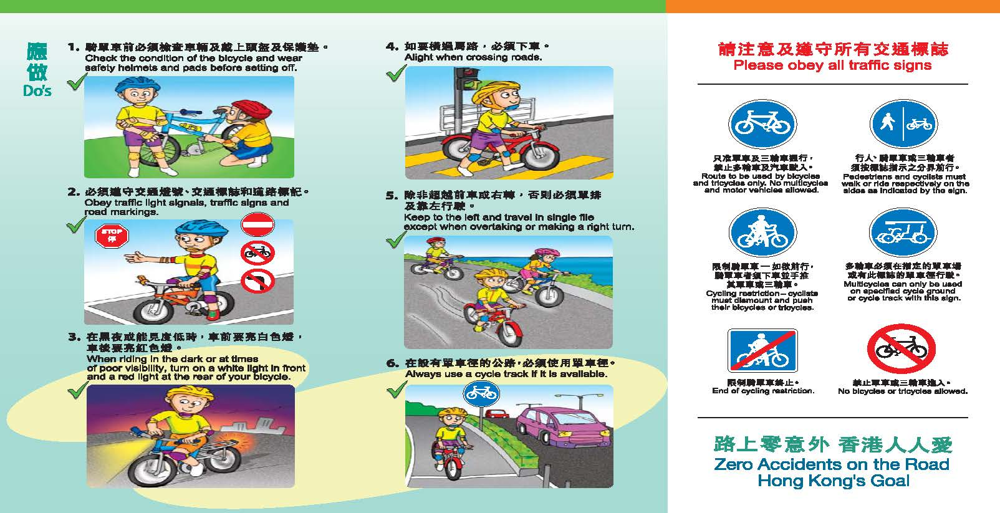 應
做
Do's
1. 騎單車前必須檢查車輛及戴上頭盔及保護墊。
Check the condition of the bicycle and wear
safety helmets and pads before setting off.
2. 必須遵守交通燈號、交通標誌和道路標記。
Obey traffic light signals, traffic signs and
road markings.
STOP
停
3. 在黑夜或能見度低時，車前要亮白色燈，
車後要亮紅色燈。
When riding in the dark or at times
of poor visibility, turn on a white light in front
and a red light at the rear of your bicycle.
4. 如要橫過馬路，必須下車。
Alight when crossing roads.
5. 除非超越前車或右轉，否則必須單排
及靠左行駛。
Keep to the left and travel in single file
except when overtaking or making a right turn.
6. 在設有單車徑的公路，必須使用單車徑。
Always use a cycle track if it is available.
請注意及遵守所有交通標誌
Please obey all traffic signs
只准單車及三輪車通行，
禁止多輪車及汽車駛入。
Route to be used by bicycles
and tricycles only. No multicycles
and motor vehicles allowed.
行人、騎單車或三輪車者
須按標誌指示之分界前行。
Pedestrians and cyclists must
walk or ride respectively on the
sides as indicated by the sign.
限制騎單車－如欲前行，
騎單車者須下車並手推
其單車或三輪車。
Cycling restriction – cyclists
must dismount and push
their bicycles or tricycles.
多輪車必須在指定的單車場
或有此標誌的單車徑行駛。
Multicycles can only be used
on specified cycle ground
or cycle track with this sign.
限制騎單車終止。
End of cycling restriction.
禁止單車或三輪車進入。
No bicycles or tricycles allowed.
路上零意外 香港人人愛
Zero Accidents on the Road
Hong Kong's Goal